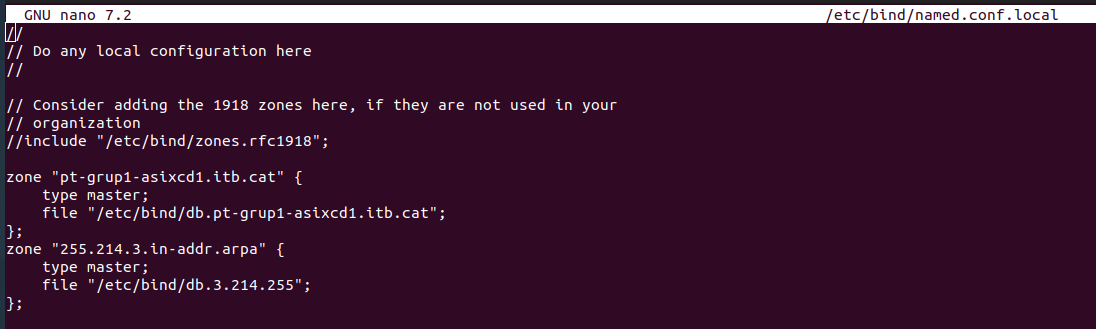 GNU nano 7.2 /etc/bind/named.conf.local
//
// Do any local configuration here
//
// Consider adding the 1918 zones here, if they are not used in your
// organization
//include "/etc/bind/zones.rfc1918";
zone "pt-grup1-asixcd1.itb.cat" {
    type master;
    file "/etc/bind/db.pt-grup1-asixcd1.itb.cat";
};
zone "255.214.3.in-addr.arpa" {
    type master;
    file "/etc/bind/db.3.214.255";
};